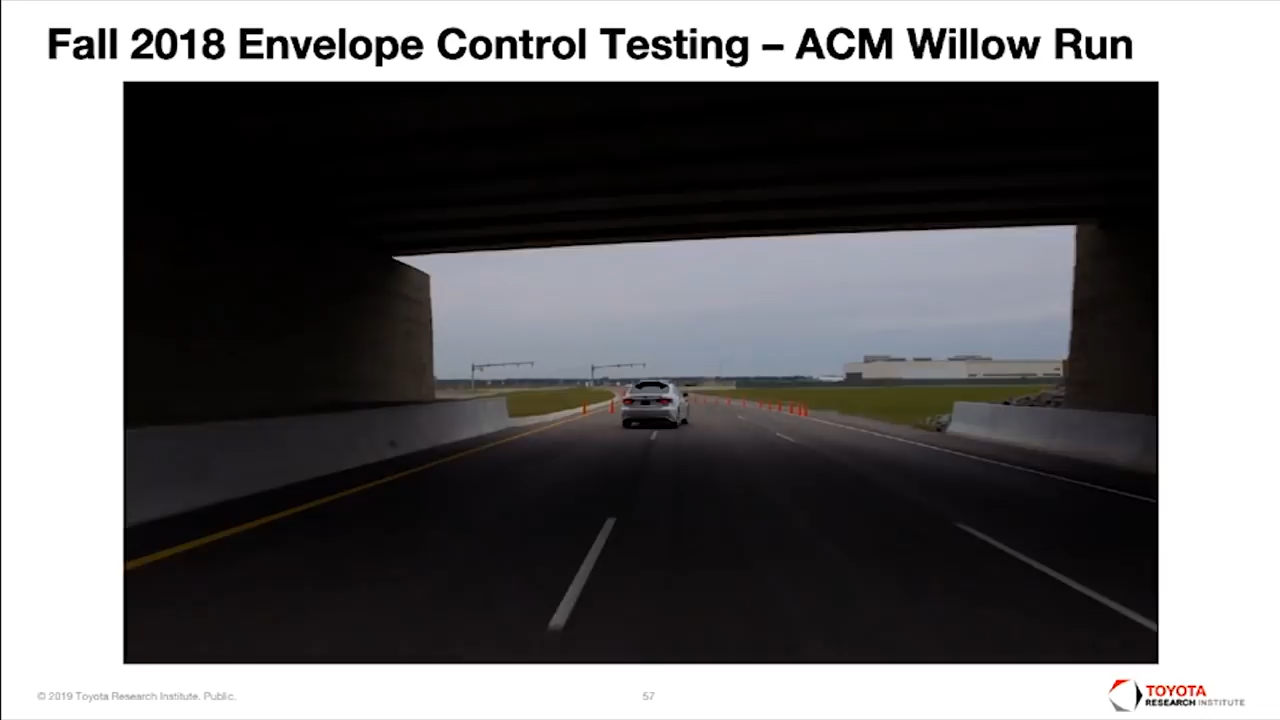 Fall 2018 Envelope Control Testing – ACM Willow Run
© 2019 Toyota Research Institute. Public.
57
TOYOTA
RESEARCH INSTITUTE